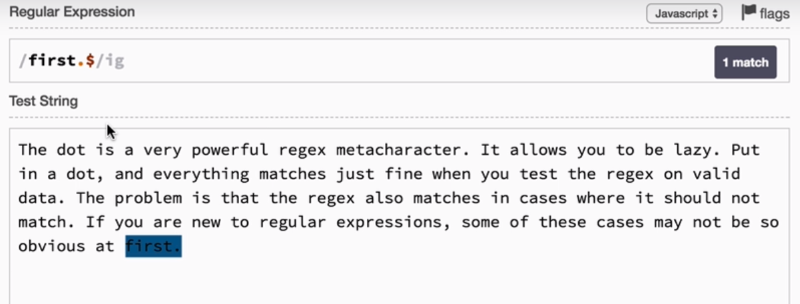 Regular Expression
Javascript flags
/first.$/ig
1 match
Test String
The dot is a very powerful regex metacharacter. It allows you to be lazy. Put
in a dot, and everything matches just fine when you test the regex on valid
data. The problem is that the regex also matches in cases where it should not
match. If you are new to regular expressions, some of these cases may not be so
obvious at first.